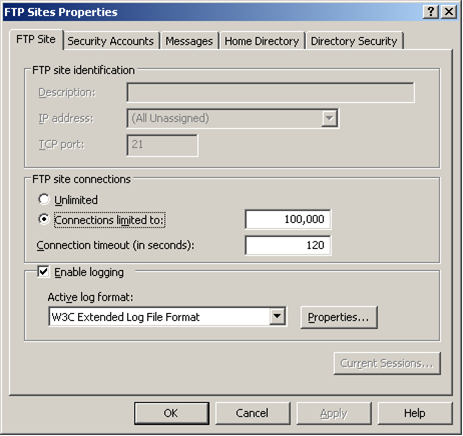 FTP Sites Properties
FTP Site Security Accounts Messages Home Directory Directory Security
FTP site identification
Description:
IP address: (All Unassigned)
TCP port: 21
FTP site connections
Unlimited
Connections limited to: 100,000
Connection timeout (in seconds): 120
Enable logging
Active log format:
W3C Extended Log File Format Properties...
Current Sessions...
OK Cancel Apply Help